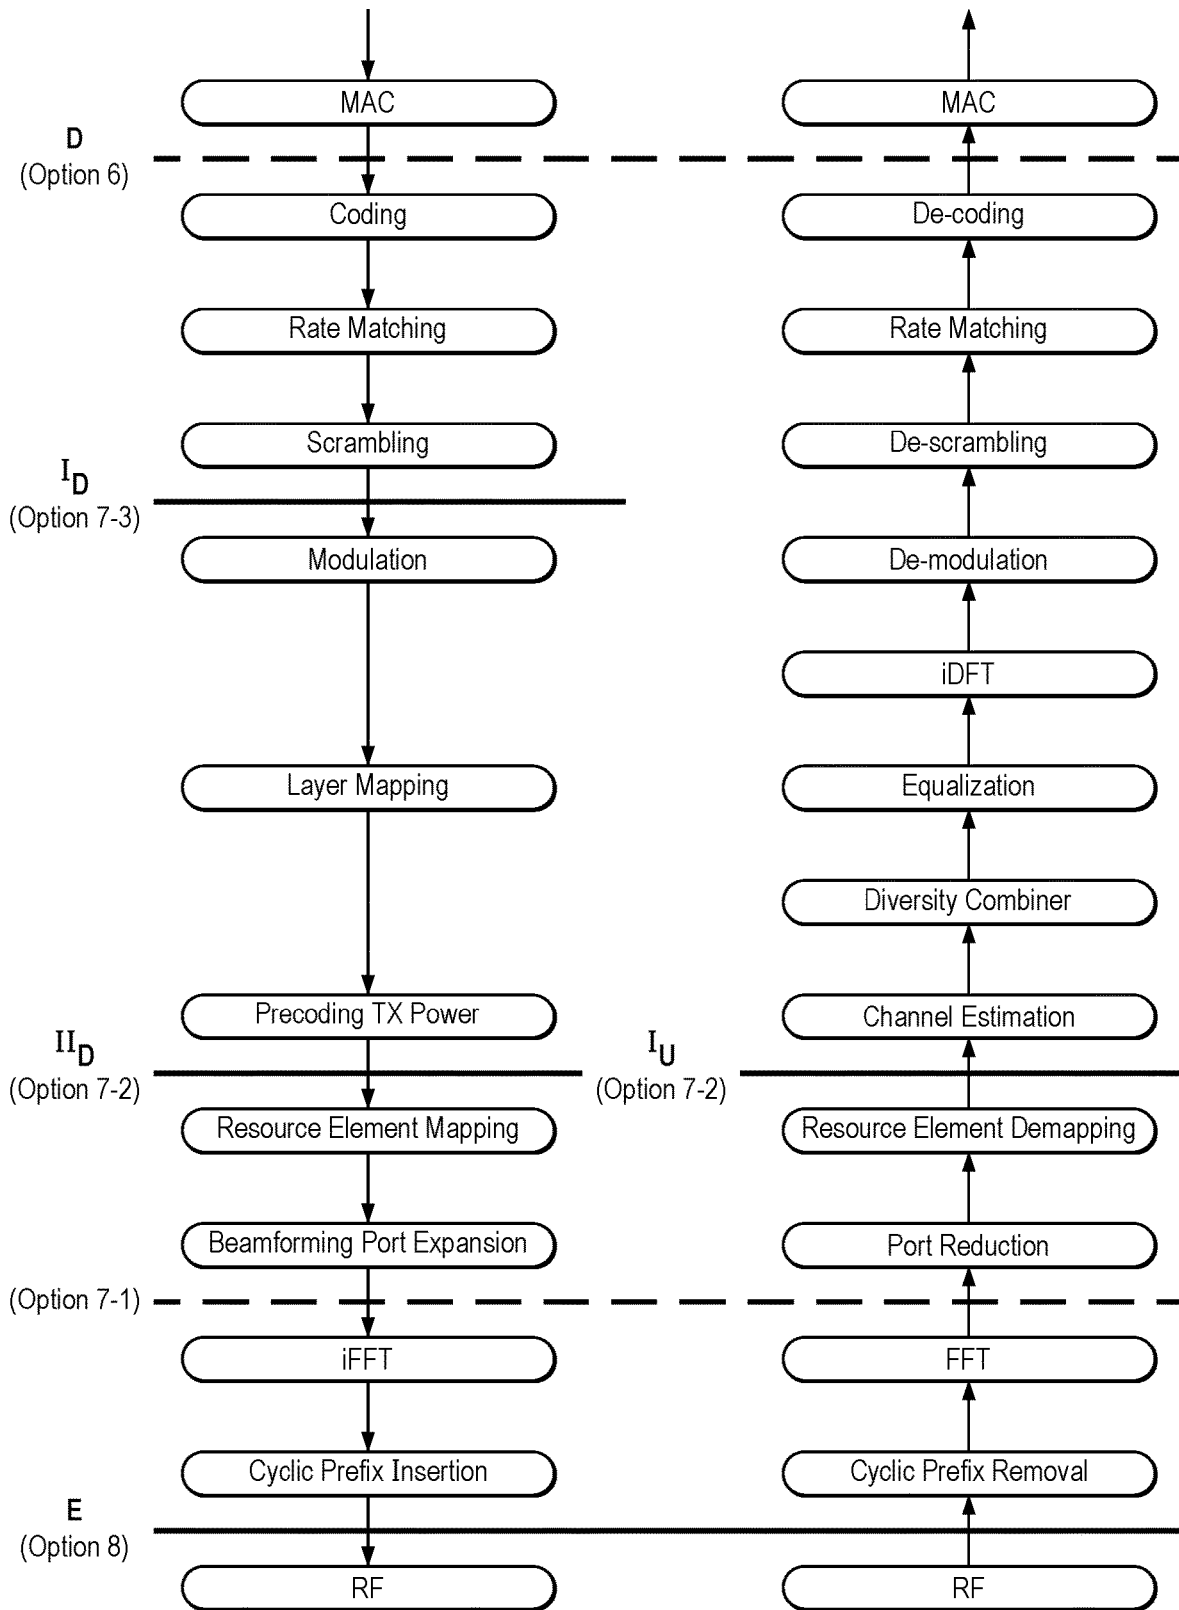 MAC
MAC
D
(Option 6)
Coding
De-coding
Rate Matching
Rate Matching
Scrambling
De-scrambling
I_D
(Option 7-3)
Modulation
De-modulation
iDFT
Layer Mapping
Equalization
Diversity Combiner
Precoding TX Power
Channel Estimation
II_D
(Option 7-2)
I_U
(Option 7-2)
Resource Element Mapping
Resource Element Demapping
Beamforming Port Expansion
Port Reduction
(Option 7-1)
iFFT
FFT
Cyclic Prefix Insertion
Cyclic Prefix Removal
E
(Option 8)
RF
RF